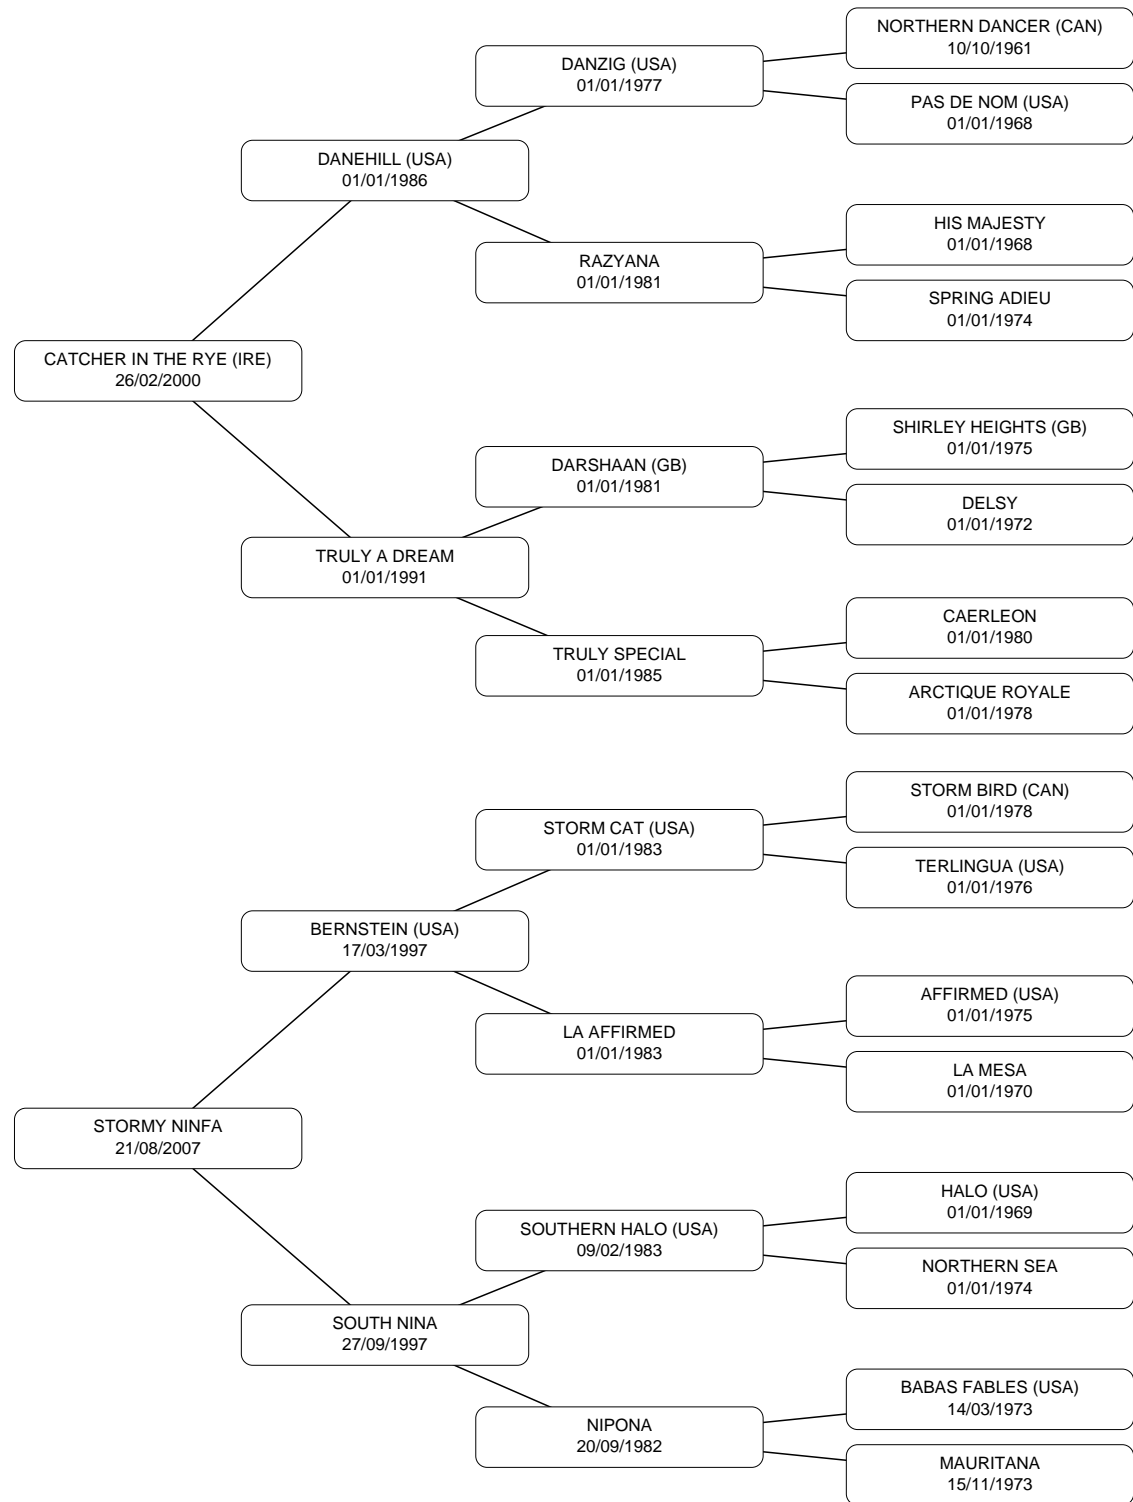 NORTHERN DANCER (CAN)
10/10/1961
DANZIG (USA)
01/01/1977
PAS DE NOM (USA)
01/01/1968
DANEHILL (USA)
01/01/1986
HIS MAJESTY
01/01/1968
RAZYANA
01/01/1981
SPRING ADIEU
01/01/1974
CATCHER IN THE RYE (IRE)
26/02/2000
SHIRLEY HEIGHTS (GB)
01/01/1975
DARSHAAN (GB)
01/01/1981
DELSY
01/01/1972
TRULY A DREAM
01/01/1991
CAERLEON
01/01/1980
TRULY SPECIAL
01/01/1985
ARCTIQUE ROYALE
01/01/1978
STORM BIRD (CAN)
01/01/1978
STORM CAT (USA)
01/01/1983
TERLINGUA (USA)
01/01/1976
BERNSTEIN (USA)
17/03/1997
AFFIRMED (USA)
01/01/1975
LA AFFIRMED
01/01/1983
LA MESA
01/01/1970
STORMY NINFA
21/08/2007
HALO (USA)
01/01/1969
SOUTHERN HALO (USA)
09/02/1983
NORTHERN SEA
01/01/1974
SOUTH NINA
27/09/1997
BABAS FABLES (USA)
14/03/1973
NIPONA
20/09/1982
MAURITANA
15/11/1973